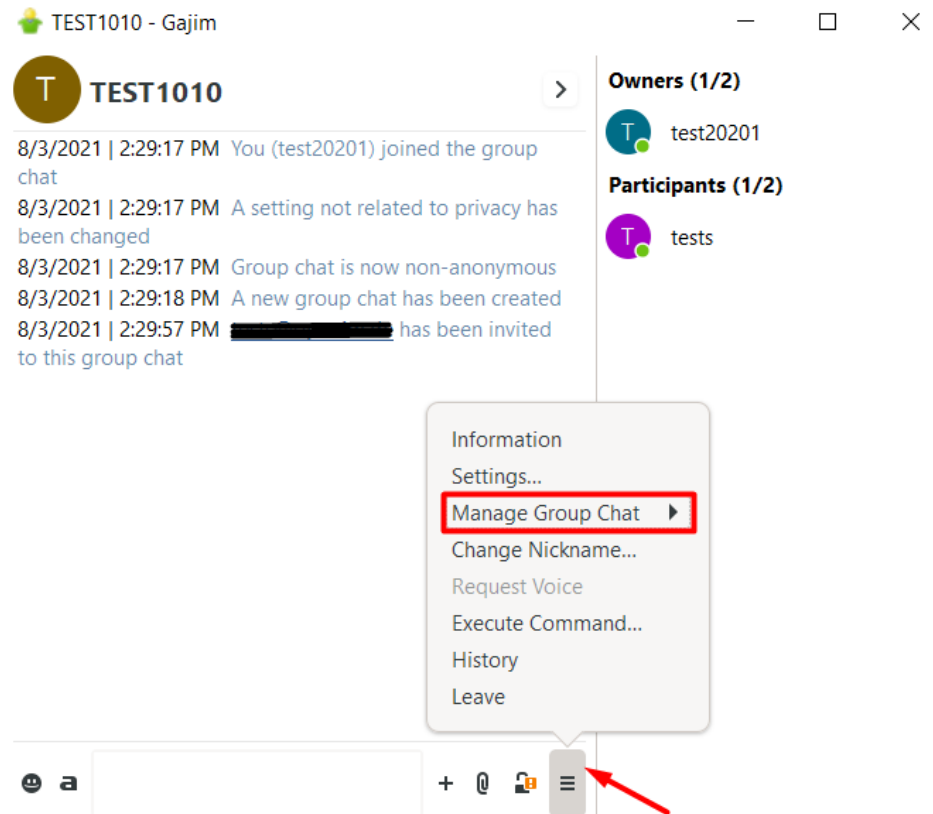 TEST1010 - Gajim
T TEST1010
8/3/2021 | 2:29:17 PM You (test20201) joined the group
chat
8/3/2021 | 2:29:17 PM A setting not related to privacy has
been changed
8/3/2021 | 2:29:17 PM Group chat is now non-anonymous
8/3/2021 | 2:29:18 PM A new group chat has been created
8/3/2021 | 2:29:57 PM has been invited
to this group chat
Owners (1/2)
T test20201
Participants (1/2)
T tests
Information
Settings...
Manage Group Chat
Change Nickname...
Request Voice
Execute Command...
History
Leave
a